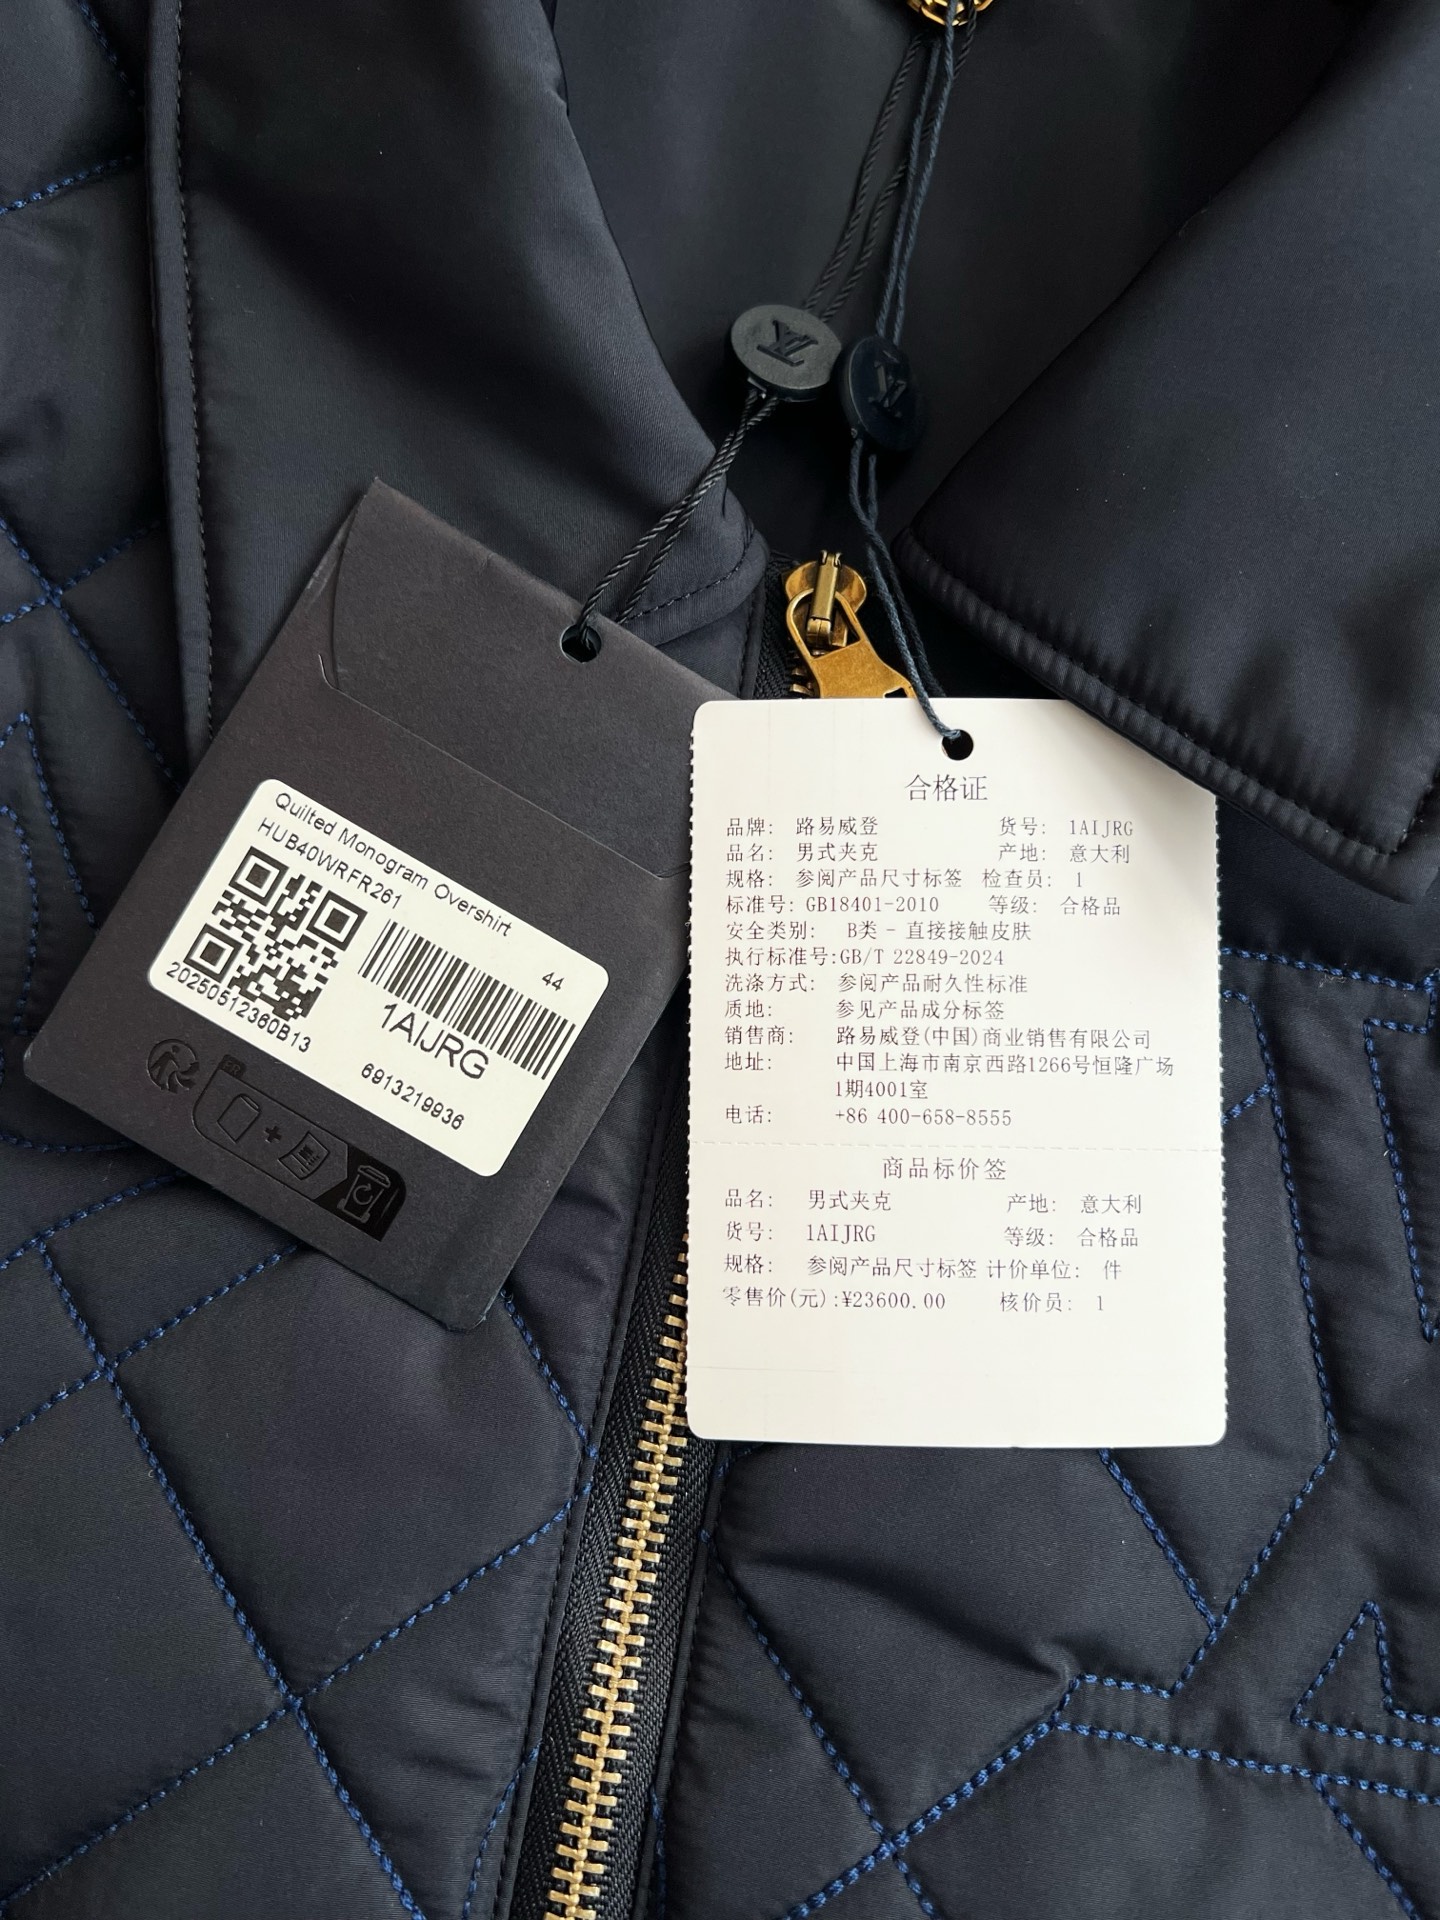 Quilted Monogram Overshirt
HUB40WRFR261
44
20250512360B13
1AIJRG
6913219936
FR
合格证
品牌: 路易威登 货号: 1AIJRG
品名: 男式夹克 产地: 意大利
规格: 参阅产品尺寸标签 检查员: 1
标准号: GB18401-2010 等级: 合格品
安全类别: B类 - 直接接触皮肤
执行标准号:GB/T 22849-2024
洗涤方式: 参阅产品耐久性标准
质地: 参见产品成分标签
销售商: 路易威登(中国)商业销售有限公司
地址: 中国上海市南京西路1266号恒隆广场
1期4001室
电话: +86 400-658-8555
商品标价签
品名: 男式夹克 产地: 意大利
货号: 1AIJRG 等级: 合格品
规格: 参阅产品尺寸标签 计价单位: 件
零售价(元):¥23600.00 核价员: 1
LV
LV